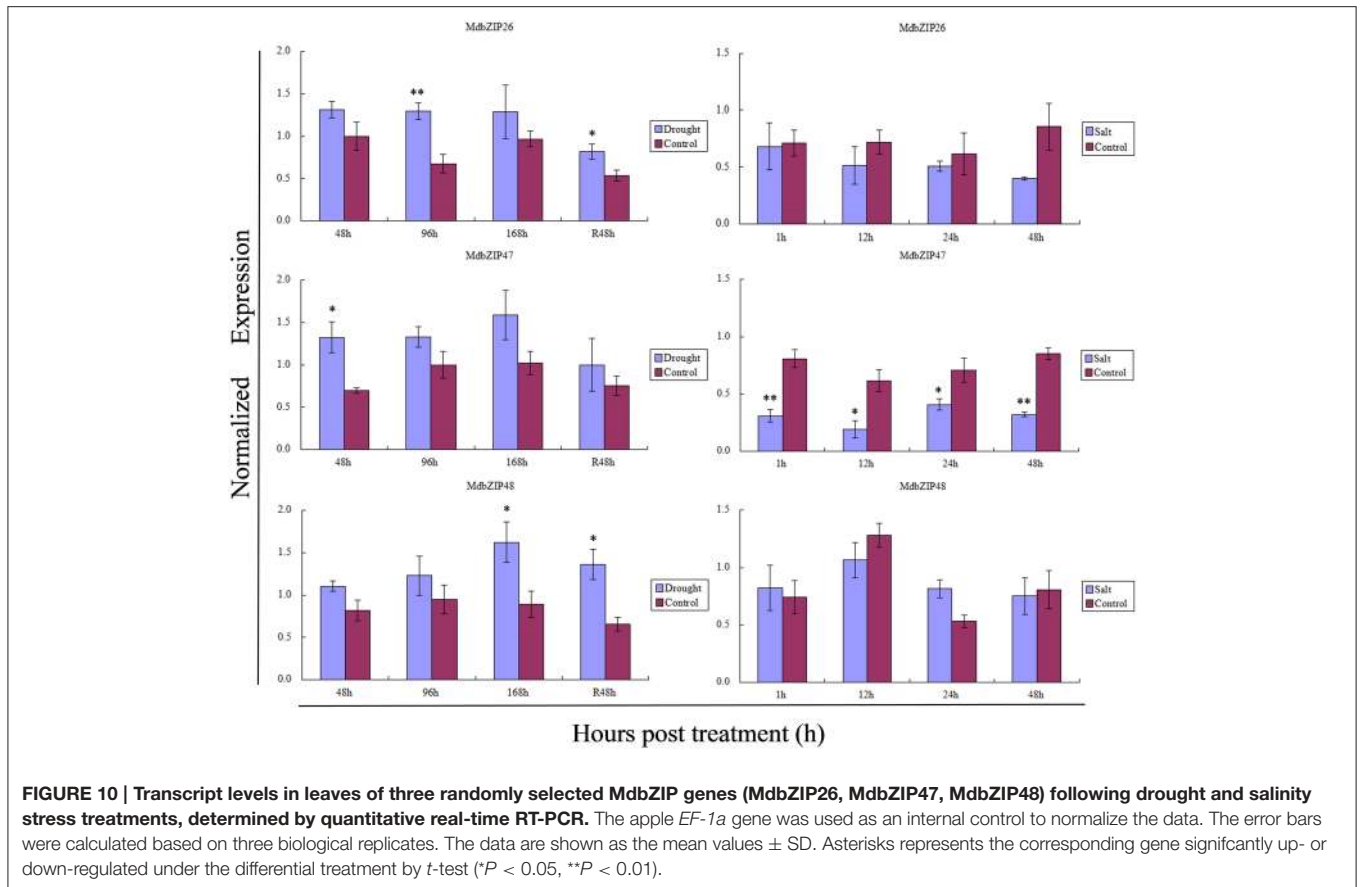 MdbZIP26
2.0
1.5
1.0
0.5
0.0
**
*
48h 96h 168h R48h
Drought
Control
MdbZIP26
1.5
1.0
0.5
0.0
1h 12h 24h 48h
Salt
Control
MdbZIP47
2.0
1.5
1.0
0.5
0.0
*
48h 96h 168h R48h
Drought
Control
MdbZIP47
1.5
1.0
0.5
0.0
** * * **
1h 12h 24h 48h
Salt
Control
MdbZIP48
2.0
1.5
1.0
0.5
0.0
* *
48h 96h 168h R48h
Drought
Control
MdbZIP48
1.5
1.0
0.5
0.0
1h 12h 24h 48h
Salt
Control
Normalized Expression
Hours post treatment (h)
FIGURE 10 | Transcript levels in leaves of three randomly selected MdbZIP genes (MdbZIP26, MdbZIP47, MdbZIP48) following drought and salinity
stress treatments, determined by quantitative real-time RT-PCR. The apple EF-1a gene was used as an internal control to normalize the data. The error bars
were calculated based on three biological replicates. The data are shown as the mean values ± SD. Asterisks represents the corresponding gene signifcantly up- or
down-regulated under the differential treatment by t-test (*P < 0.05, **P < 0.01).